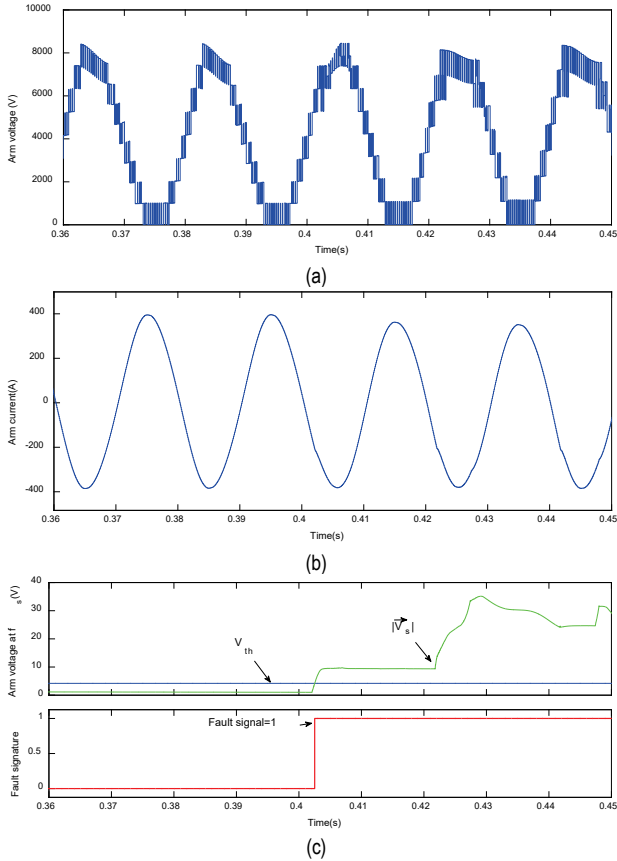 10000
8000
6000
4000
2000
0
Arm voltage (V)
0.36 0.37 0.38 0.39 0.4 0.41 0.42 0.43 0.44 0.45
Time(s)
(a)
400
200
0
-200
-400
Arm current(A)
0.36 0.37 0.38 0.39 0.4 0.41 0.42 0.43 0.44 0.45
Time(s)
(b)
40
30
20
10
0
Arm voltage at f s(V)
V th
|V s|
1
0.5
0
Fault signature
Fault signal=1
0.36 0.37 0.38 0.39 0.4 0.41 0.42 0.43 0.44 0.45
Time(s)
(c)